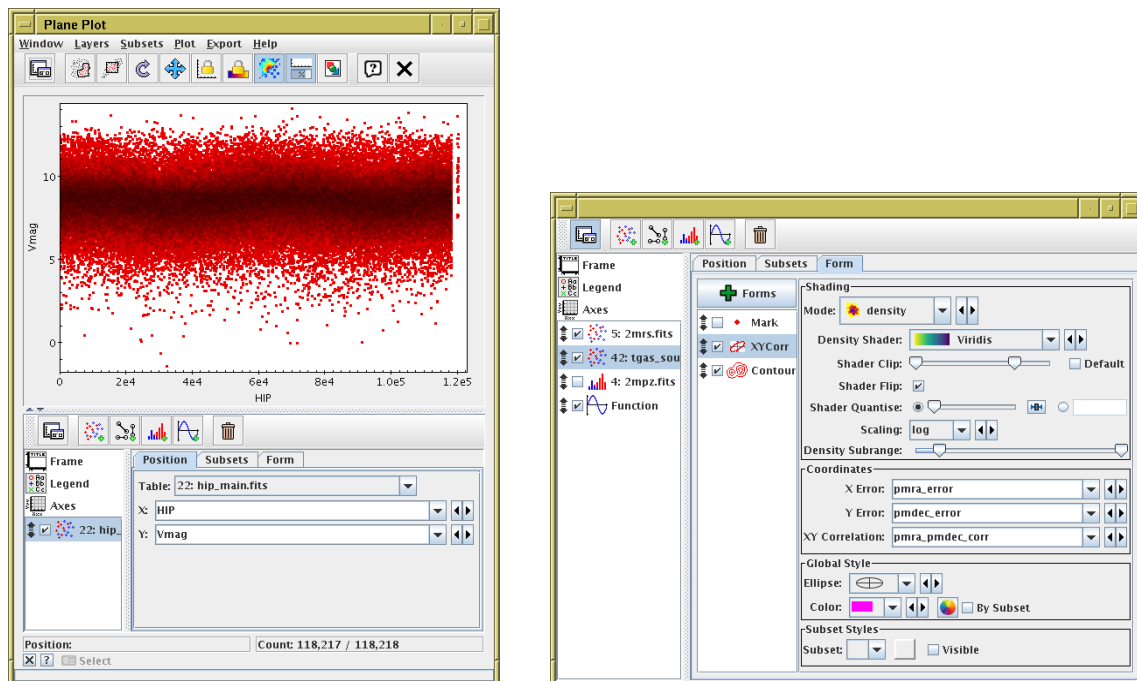 Plane Plot
Window Layers Subsets Plot Export Help
10
5
0
Vmag
0 2e4 4e4 6e4 8e4 1.0e5 1.2e5
HIP
Frame
Legend
Axes
22: hip_
Position Subsets Form
Table: 22: hip_main.fits
X: HIP
Y: Vmag
Position:
Count: 118,217 / 118,218
Select
Frame
Legend
Axes
5: 2mrs.fits
42: tgas_sou
4: 2mpz.fits
Function
Position Subsets Form
Forms
Mark
XYCorr
Contour
Shading
Mode: density
Density Shader: Viridis
Shader Clip: Default
Shader Flip:
Shader Quantise:
Scaling: log
Density Subrange:
Coordinates
X Error: pmra_error
Y Error: pmdec_error
XY Correlation: pmra_pmdec_corr
Global Style
Ellipse:
Color: By Subset
Subset Styles
Subset: Visible